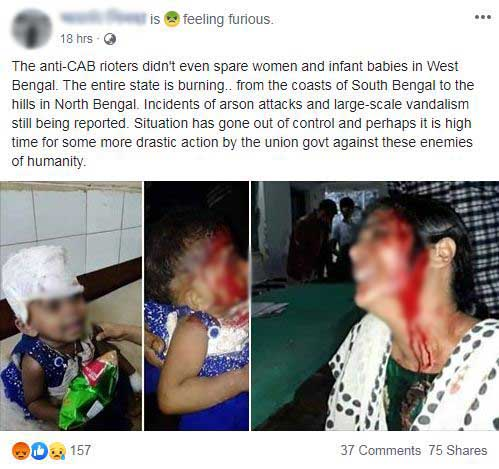 is feeling furious.
18 hrs ·
The anti-CAB rioters didn't even spare women and infant babies in West
Bengal. The entire state is burning.. from the coasts of South Bengal to the
hills in North Bengal. Incidents of arson attacks and large-scale vandalism
still being reported. Situation has gone out of control and perhaps it is high
time for some more drastic action by the union govt against these enemies
of humanity.
157
37 Comments 75 Shares